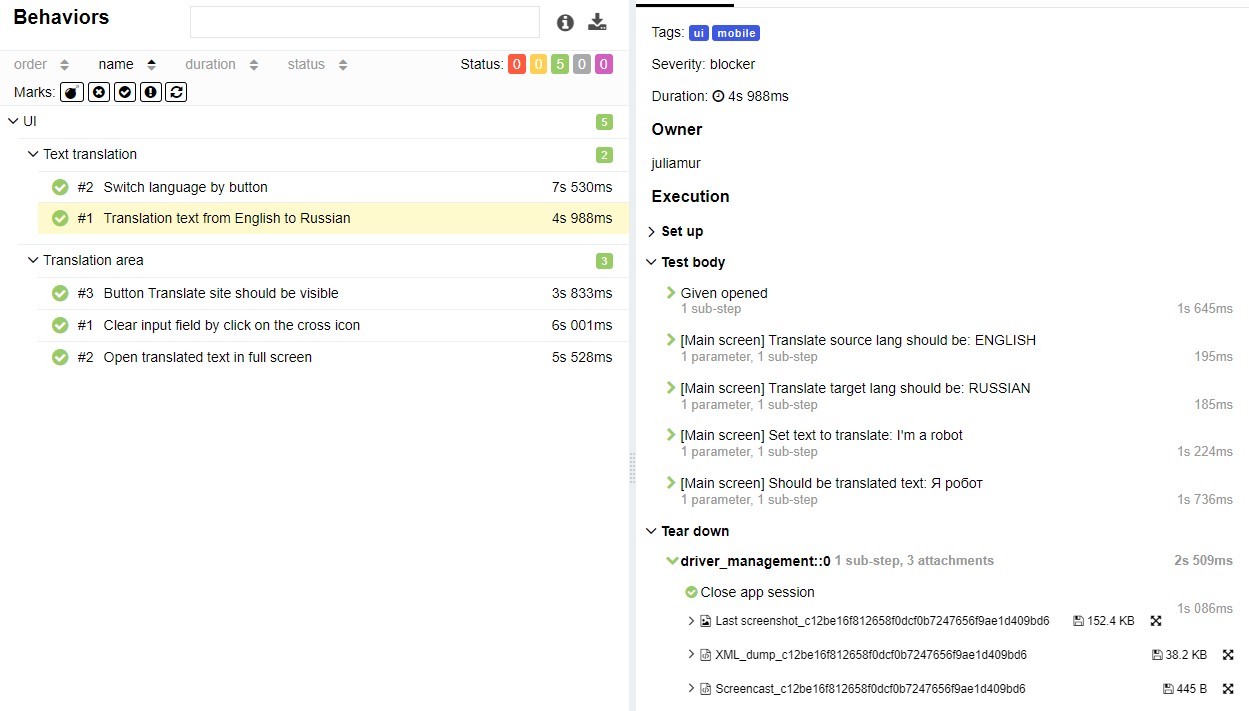 Behaviors
order name duration status Status: 0 0 5 0 0
Marks:
UI 5
Text translation 2
#2 Switch language by button 7s 530ms
#1 Translation text from English to Russian 4s 988ms
Translation area 3
#3 Button Translate site should be visible 3s 833ms
#1 Clear input field by click on the cross icon 6s 001ms
#2 Open translated text in full screen 5s 528ms
Tags: ui mobile
Severity: blocker
Duration: 4s 988ms
Owner
juliamur
Execution
Set up
Test body
Given opened
1 sub-step 1s 645ms
[Main screen] Translate source lang should be: ENGLISH
1 parameter, 1 sub-step 195ms
[Main screen] Translate target lang should be: RUSSIAN
1 parameter, 1 sub-step 185ms
[Main screen] Set text to translate: I'm a robot
1 parameter, 1 sub-step 1s 224ms
[Main screen] Should be translated text: Я робот
1 parameter, 1 sub-step 1s 736ms
Tear down
driver_management::0 1 sub-step, 3 attachments 2s 509ms
Close app session
1s 086ms
Last screenshot_c12be16f812658f0dcf0b7247656f9ae1d409bd6 152.4 KB
XML_dump_c12be16f812658f0dcf0b7247656f9ae1d409bd6 38.2 KB
Screencast_c12be16f812658f0dcf0b7247656f9ae1d409bd6 445 B